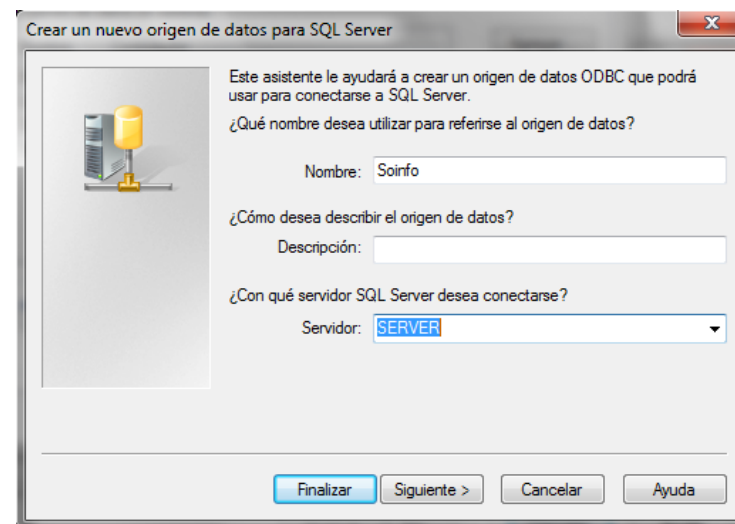 Crear un nuevo origen de datos para SQL Server
Este asistente le ayudará a crear un origen de datos ODBC que podrá
usar para conectarse a SQL Server.
¿Qué nombre desea utilizar para referirse al origen de datos?
Nombre: Soinfo
¿Cómo desea describir el origen de datos?
Descripción:
¿Con qué servidor SQL Server desea conectarse?
Servidor: SERVER
Finalizar Siguiente > Cancelar Ayuda